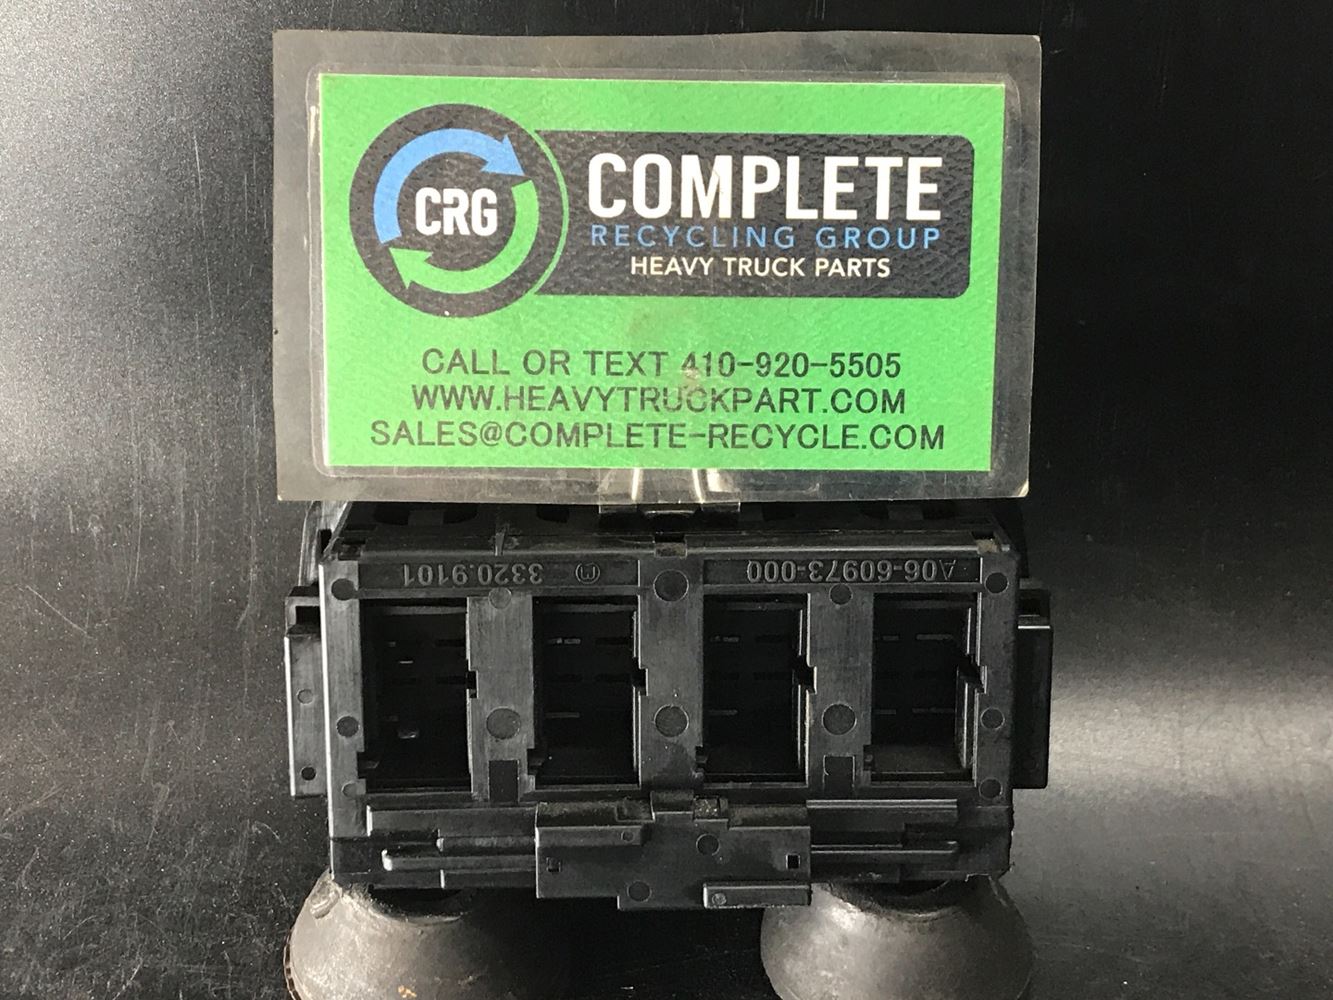 CRG
COMPLETE
RECYCLING GROUP
HEAVY TRUCK PARTS
CALL OR TEXT 410-920-5505
WWW.HEAVYTRUCKPART.COM
SALES@COMPLETE-RECYCLE.COM
A06-60973-000
M 3320.9101